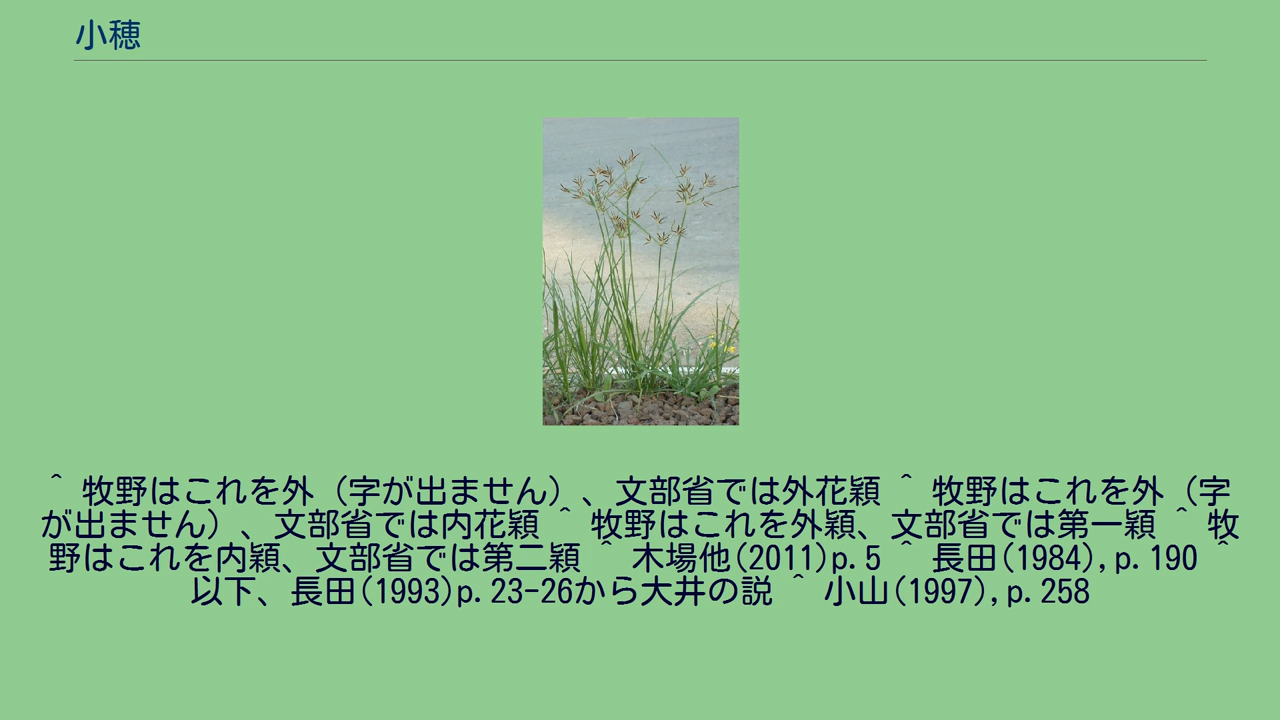 小穂
^ 牧野はこれを外（字が出ません）、文部省では外花穎 ^ 牧野はこれを外（字
が出ません）、文部省では内花穎 ^ 牧野はこれを外穎、文部省では第一穎 ^ 牧
野はこれを内穎、文部省では第二穎 ^ 木場他(2011)p.5 ^ 長田(1984),p.190 ^
以下、長田(1993)p.23-26から大井の説 ^ 小山(1997),p.258